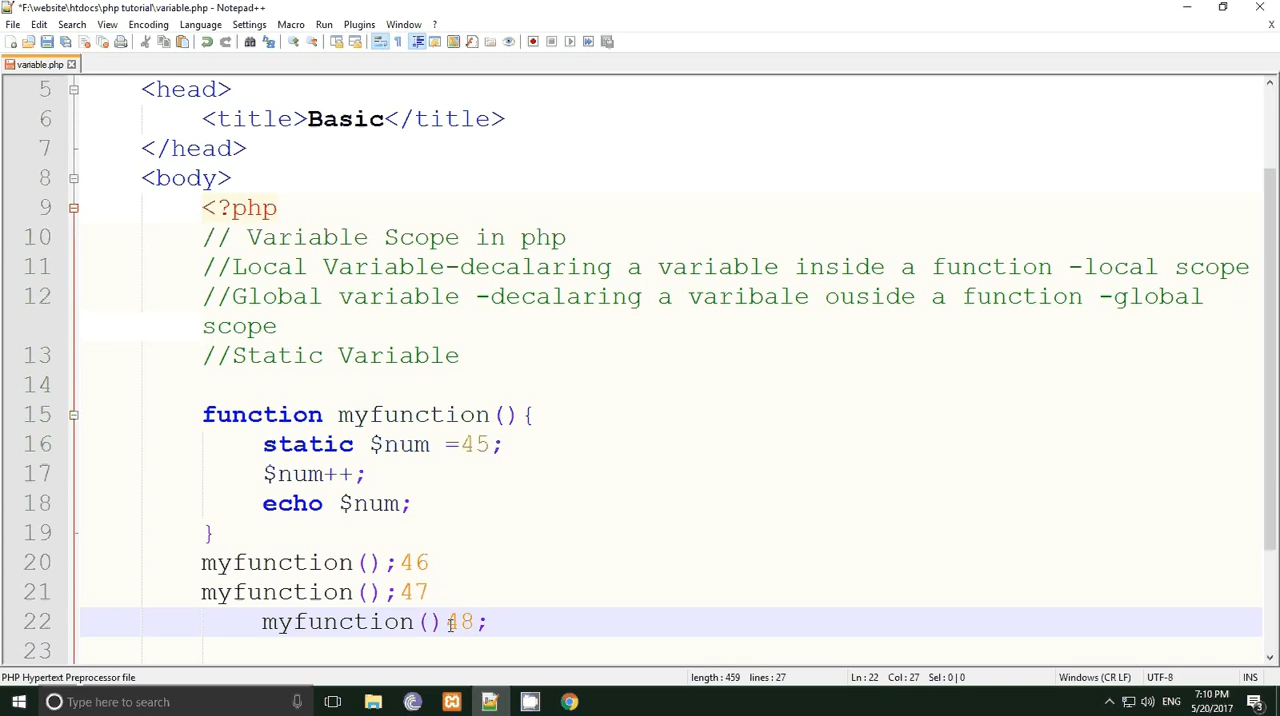 *F:\website\htdocs\php tutorial\variable.php - Notepad++
File Edit Search View Encoding Language Settings Macro Run Plugins Window ?
variable.php
5 <head>
6 <title>Basic</title>
7 </head>
8 <body>
9 <?php
10 // Variable Scope in php
11 //Local Variable-decalaring a variable inside a function -local scope
12 //Global variable -decalaring a varibale ouside a function -global
scope
13 //Static Variable
14
15 function myfunction(){
16 static $num =45;
17 $num++;
18 echo $num;
19 }
20 myfunction();46
21 myfunction();47
22 myfunction()48;
23
PHP Hypertext Preprocessor file length : 459 lines : 27 Ln : 22 Col : 27 Sel : 0 | 0 Windows (CR LF) UTF-8 INS
Type here to search ENG 7:10 PM
5/20/2017 3